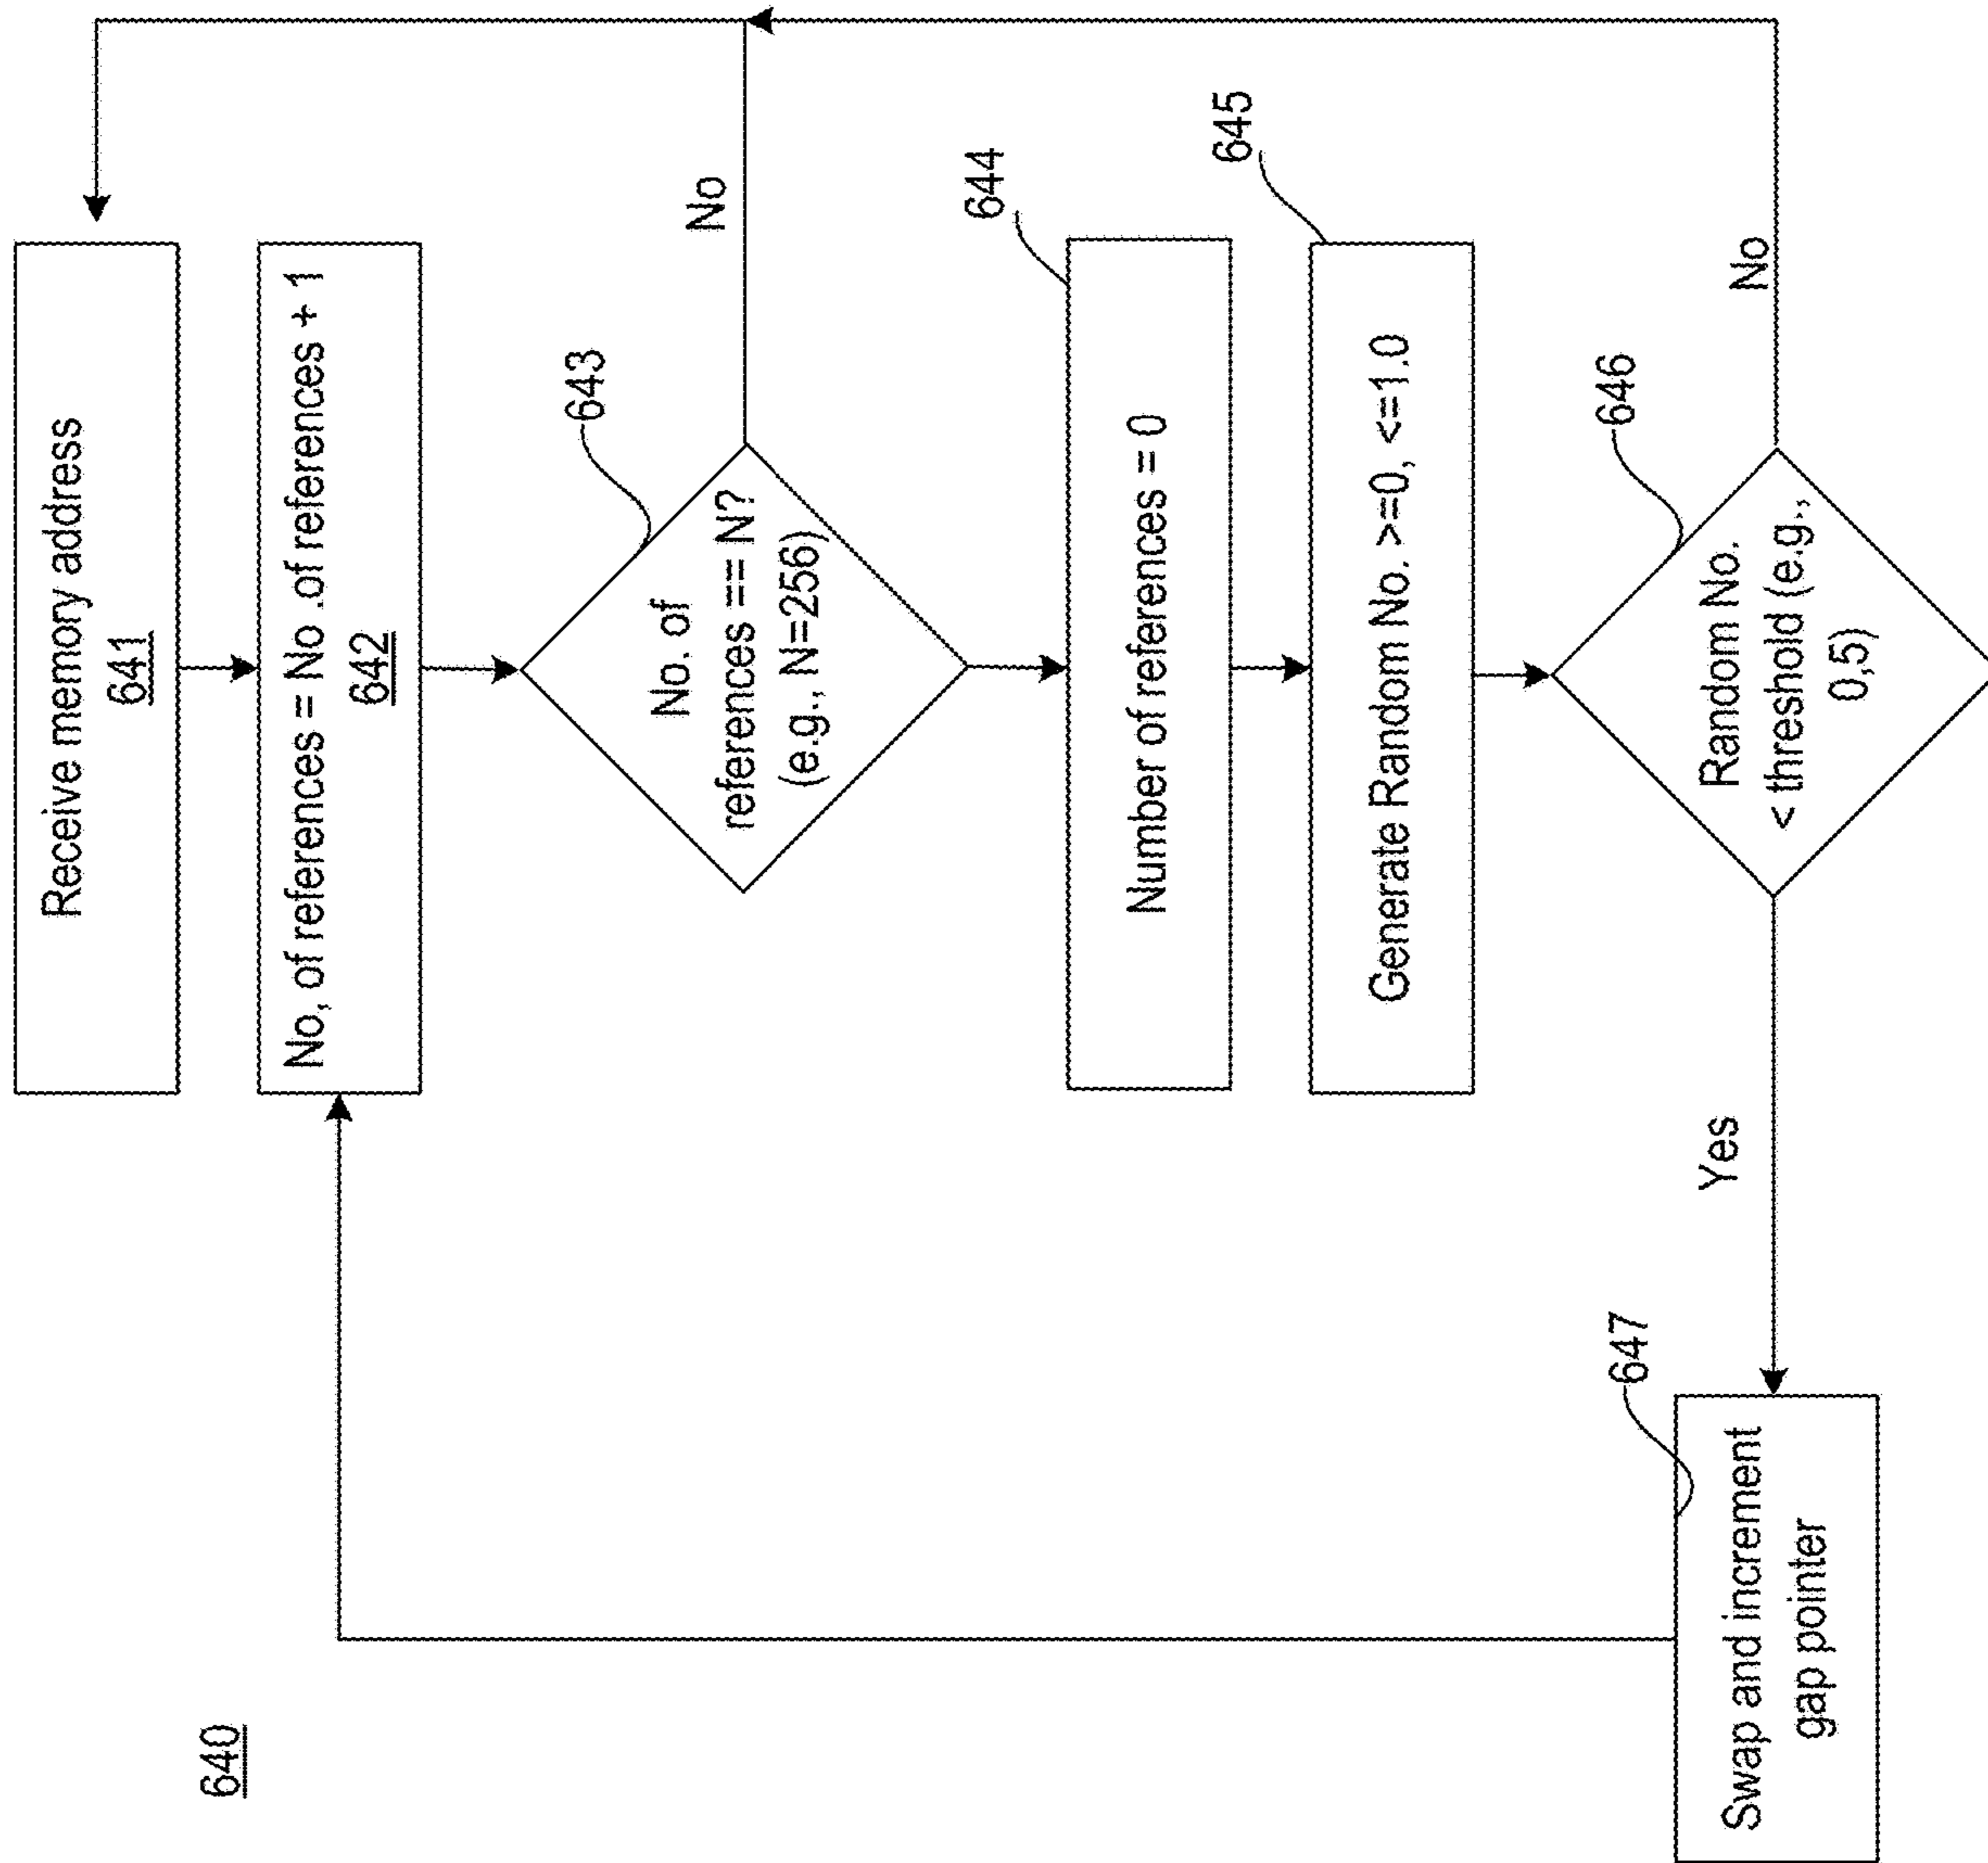 640
Receive memory address
641
No, of references = No .of references + 1
642
643
No. of
references == N?
(e.g., N=256)
No
644
Number of references = 0
645
Generate Random No. >=0, <=1.0
646
Random No.
< threshold (e.g.,
0,5)
No
Yes
647
Swap and increment
gap pointer